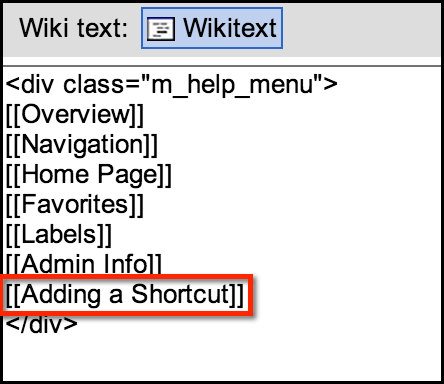 Wiki text: Wikitext
<div class="m_help_menu">
[[Overview]]
[[Navigation]]
[[Home Page]]
[[Favorites]]
[[Labels]]
[[Admin Info]]
[[Adding a Shortcut]]
</div>